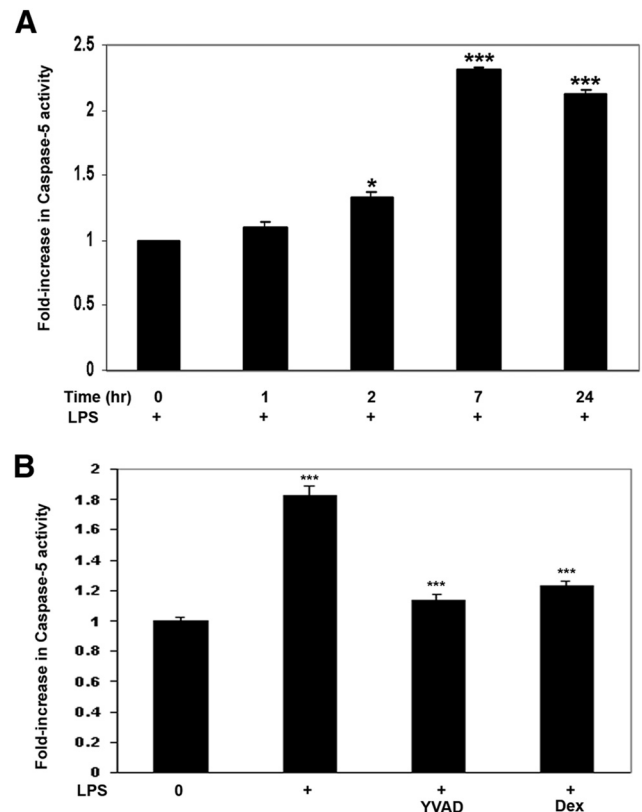 A
Fold-increase in Caspase-5 activity
2.5
2
1.5
1
0.5
0
*
***
***
Time (hr) 0 1 2 7 24
LPS + + + + +
B
Fold-increase in Caspase-5 activity
2
1.8
1.6
1.4
1.2
1
0.8
0.6
0.4
0.2
0
***
***
***
LPS 0 + + +
YVAD Dex